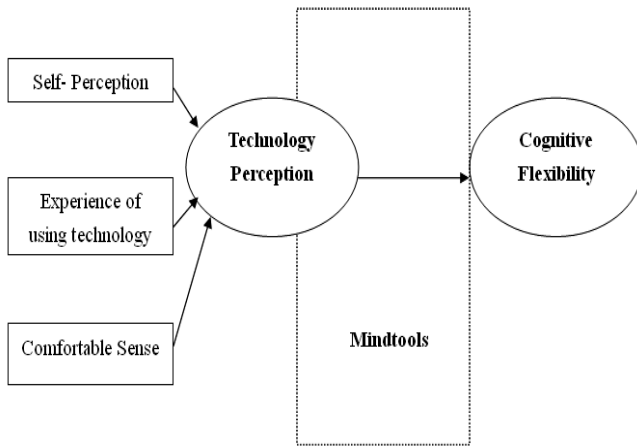 Self- Perception
Technology
Perception
Cognitive
Flexibility
Experience of
using technology
Comfortable Sense
Mindtools